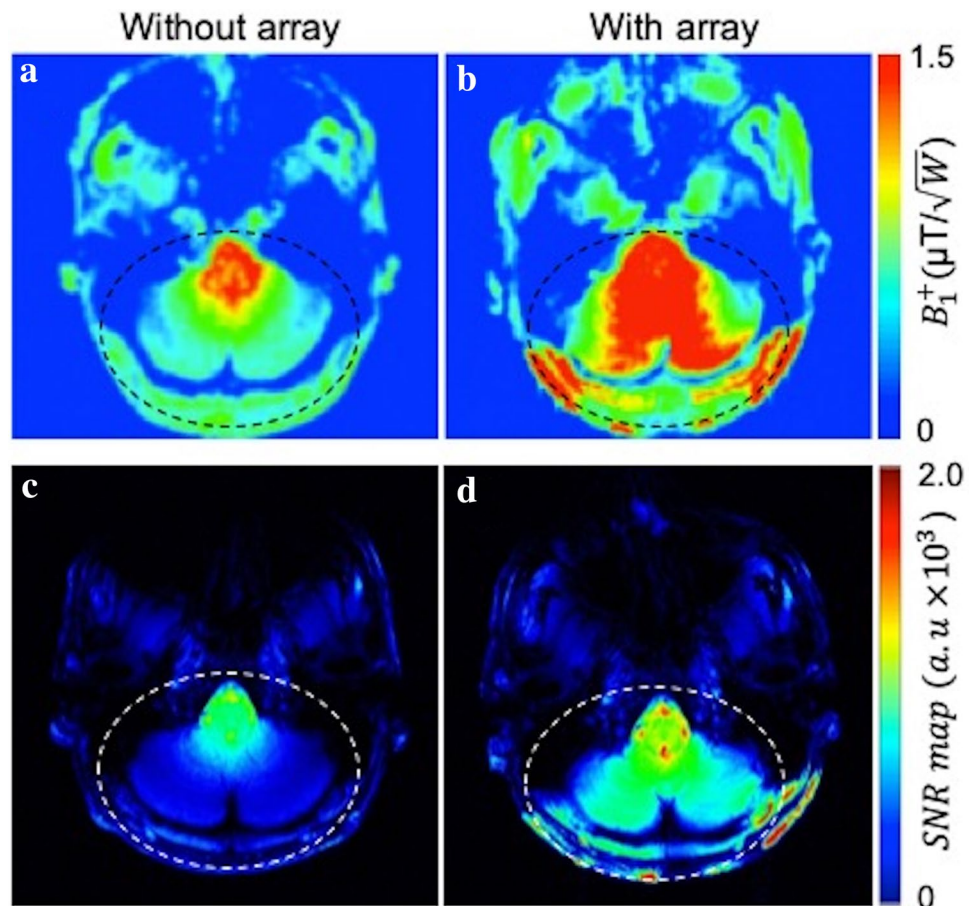 Without array
With array
a
b
1.5
B₁⁺(μT/√W)
0
c
d
2.0
SNR map (a.u ×10³)
0